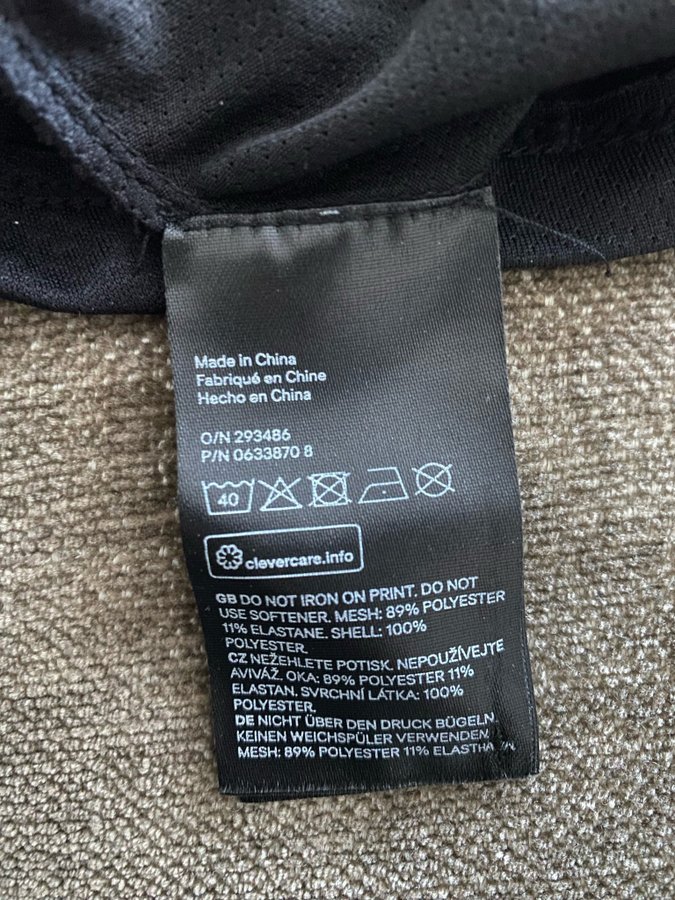 Made in China
Fabriqué en Chine
Hecho en China
O/N 293486
P/N 0633870 8
40
clevercare.info
GB DO NOT IRON ON PRINT. DO NOT
USE SOFTENER. MESH: 89% POLYESTER
11% ELASTANE. SHELL: 100%
POLYESTER.
CZ NEŽEHLETE POTISK. NEPOUŽÍVEJTE
AVIVÁŽ. OKA: 89% POLYESTER 11%
ELASTAN. SVRCHNÍ LÁTKA: 100%
POLYESTER.
DE NICHT ÜBER DEN DRUCK BÜGELN.
KEINEN WEICHSPÜLER VERWENDEN.
MESH: 89% POLYESTER 11% ELASTHAN.